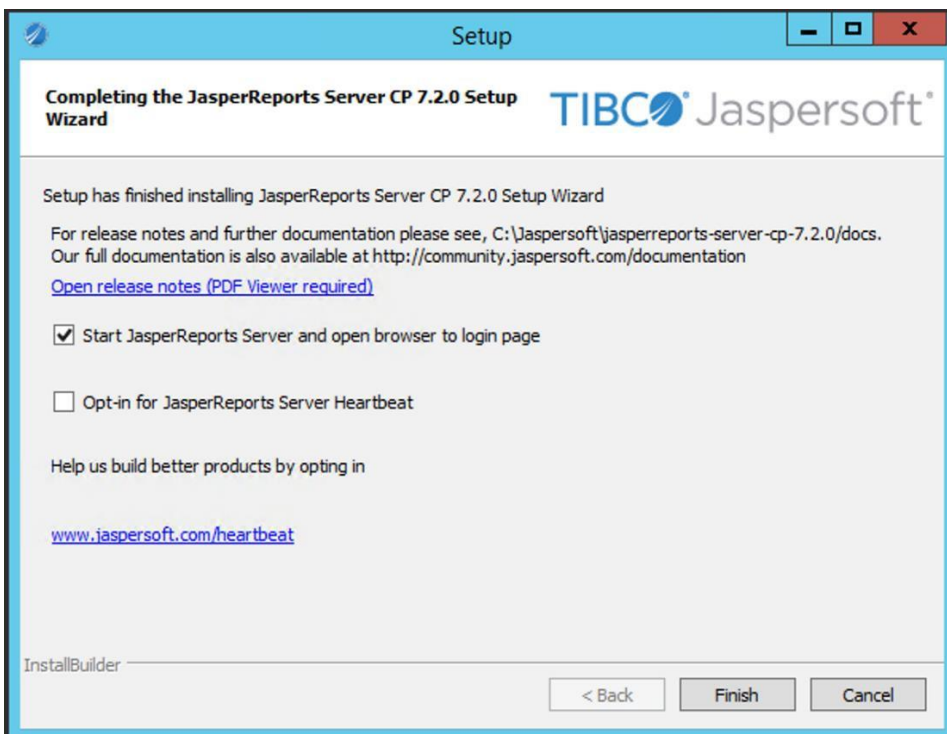 Setup
Completing the JasperReports Server CP 7.2.0 Setup
Wizard
TIBCO Jaspersoft
Setup has finished installing JasperReports Server CP 7.2.0 Setup Wizard
For release notes and further documentation please see, C:\Jaspersoft\jasperreports-server-cp-7.2.0/docs.
Our full documentation is also available at http://community.jaspersoft.com/documentation
Open release notes (PDF Viewer required)
Start JasperReports Server and open browser to login page
Opt-in for JasperReports Server Heartbeat
Help us build better products by opting in
www.jaspersoft.com/heartbeat
InstallBuilder
< Back Finish Cancel